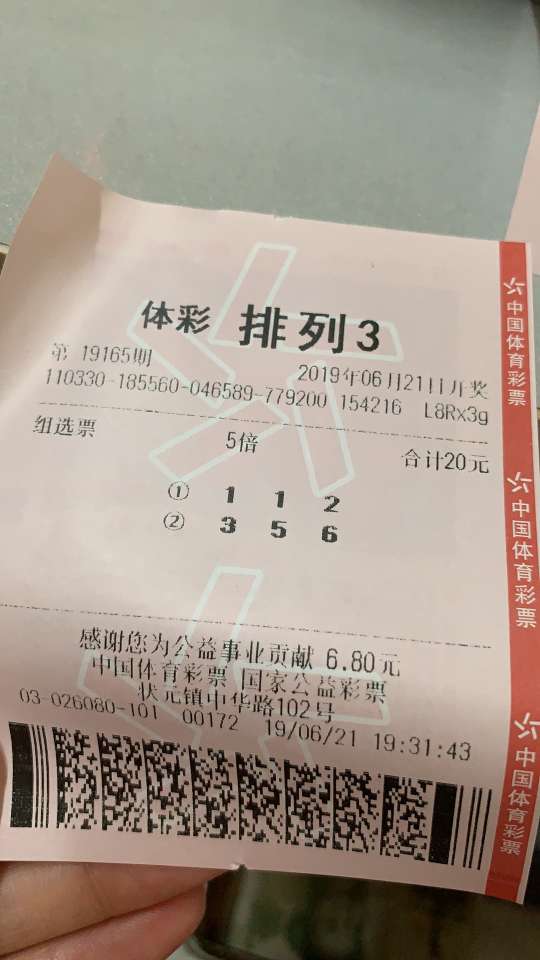 体彩 排列3
第 19165期 2019年06月21日开奖
110330-185560-046589-779200 154216 L8Rx3g
组选票 5倍 合计20元
① 1 1 2
② 3 5 6
感谢您为公益事业贡献 6.80元
中国体育彩票 国家公益彩票
状元镇中华路102号
03-026080-101 00172 19/06/21 19:31:43
中国体育彩票
中国体育彩票
中国体育彩票